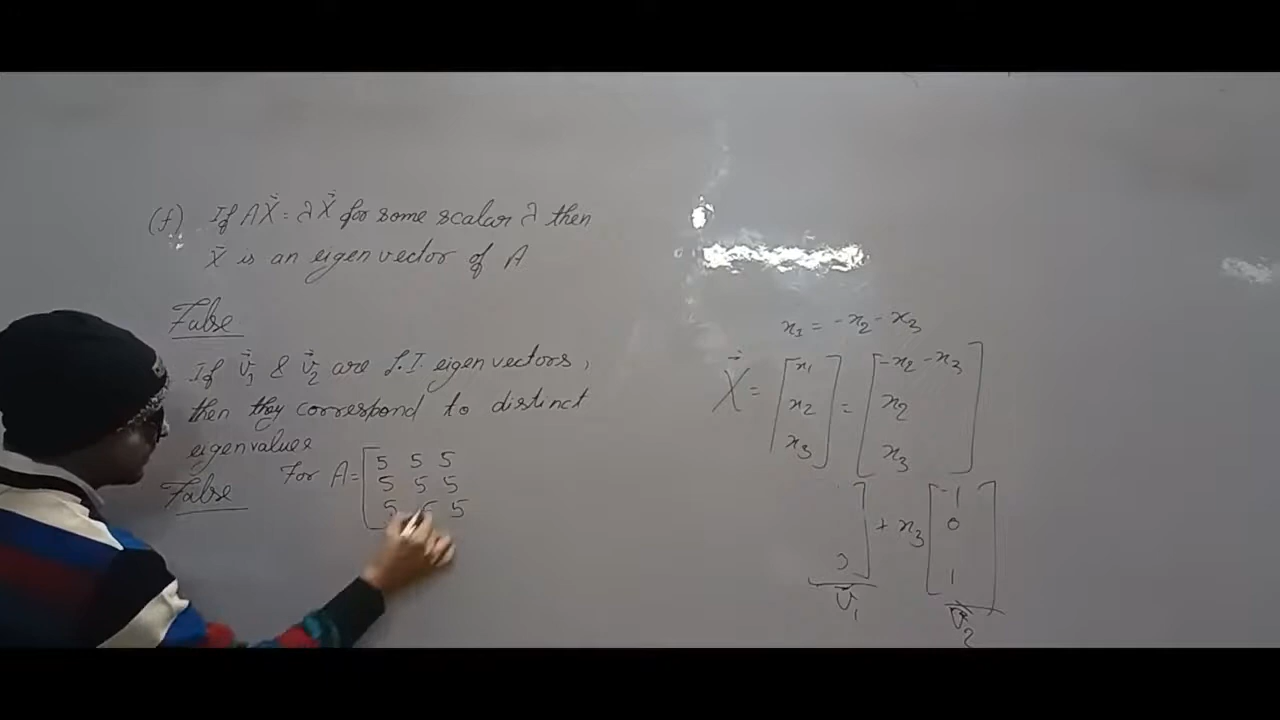 (f) If AX⃗ = λX⃗ for some scalar λ then
X⃗ is an eigen vector of A
False
If v⃗₁ & v⃗₂ are L.I. eigen vectors,
then they correspond to distinct
eigenvalues
False For A = [5 5 5
5 5 5
5 5 5
x₁ = -x₂ - x₃
X⃗ = [x₁ x₂ x₃] = [-x₂ - x₃ x₂ x₃]
] + x₃ [-1 0 1]
v⃗₁ v⃗₂